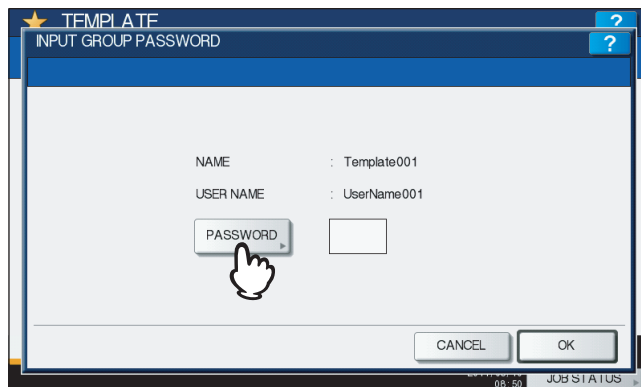 TEMPLATE ?
INPUT GROUP PASSWORD ?
NAME : Template001
USER NAME : UserName001
PASSWORD
CANCEL OK
08:50 JOB STATUS